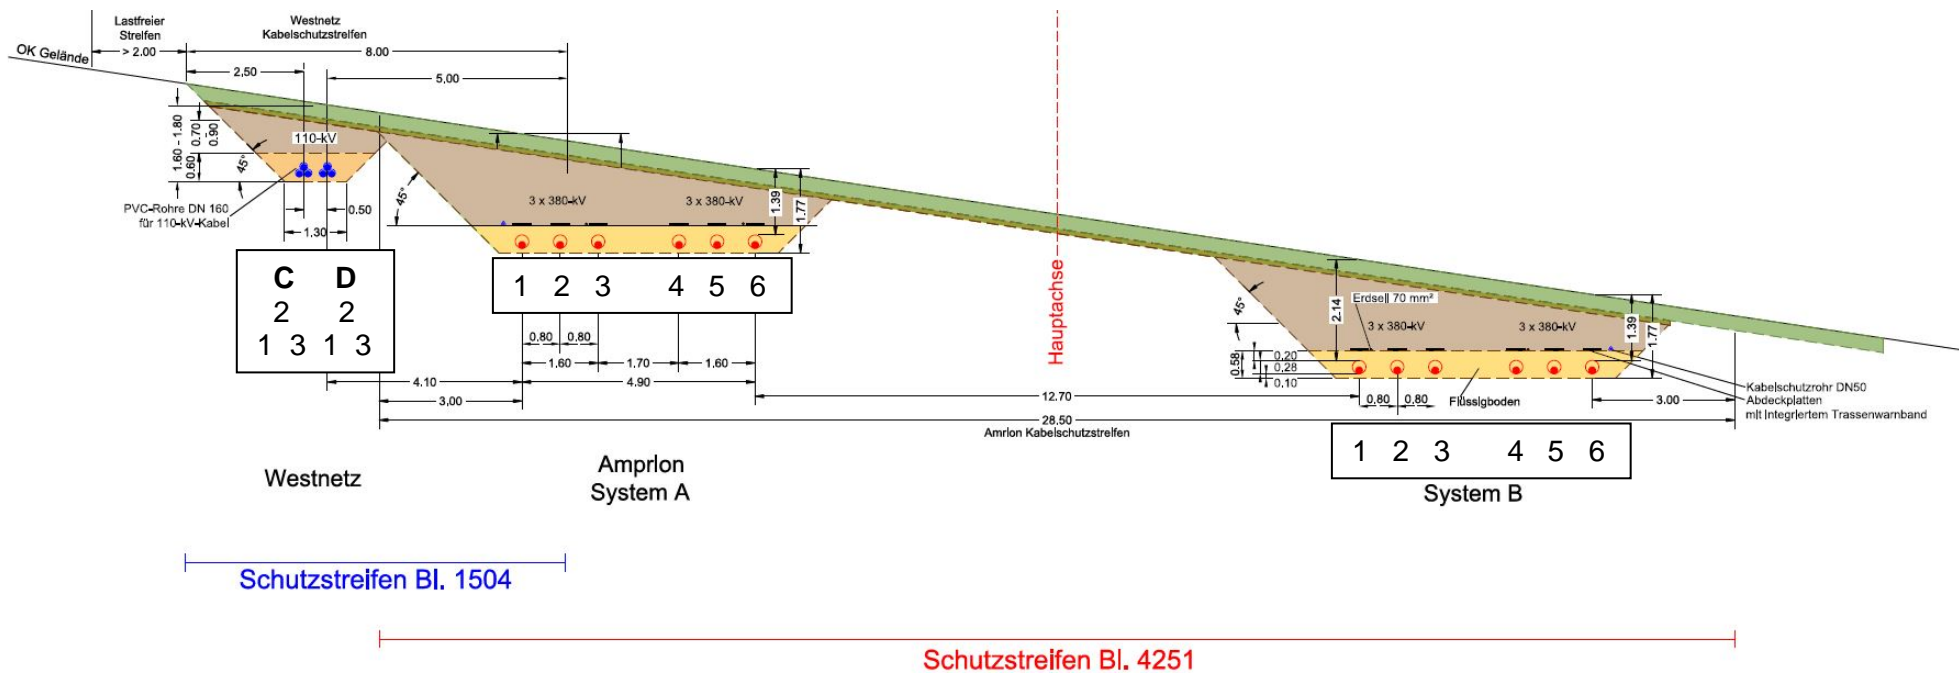 Lastfreier
Streifen
> 2.00
Westnetz
Kabelschutzstreifen
8.00
OK Gelände
2,50
5,00
1.60 - 1.80
0.70
0.90
0.60
45°
110-kV
PVC-Rohre DN 160
für 110-kV-Kabel
0.50
1.30
C D
2 2
1 3 1 3
45°
3 x 380-kV
3 x 380-kV
1.39
1.77
1 2 3 4 5 6
0.80
0.80
1.60
1.70
1.60
4.10
4.90
3,00
12.70
28.50
Amrion Kabelschutzstreifen
Hauptachse
45°
2.14
Erdseil 70 mm²
3 x 380-kV
3 x 380-kV
1.39
1.77
0.58
0,20
0,28
0,10
0,80
0,80
Flüssigboden
3.00
Kabelschutzrohr DN50
Abdeckplatten
mit integriertem Trassenwarnband
1 2 3 4 5 6
Westnetz
Amprion
System A
System B
Schutzstreifen Bl. 1504
Schutzstreifen Bl. 4251